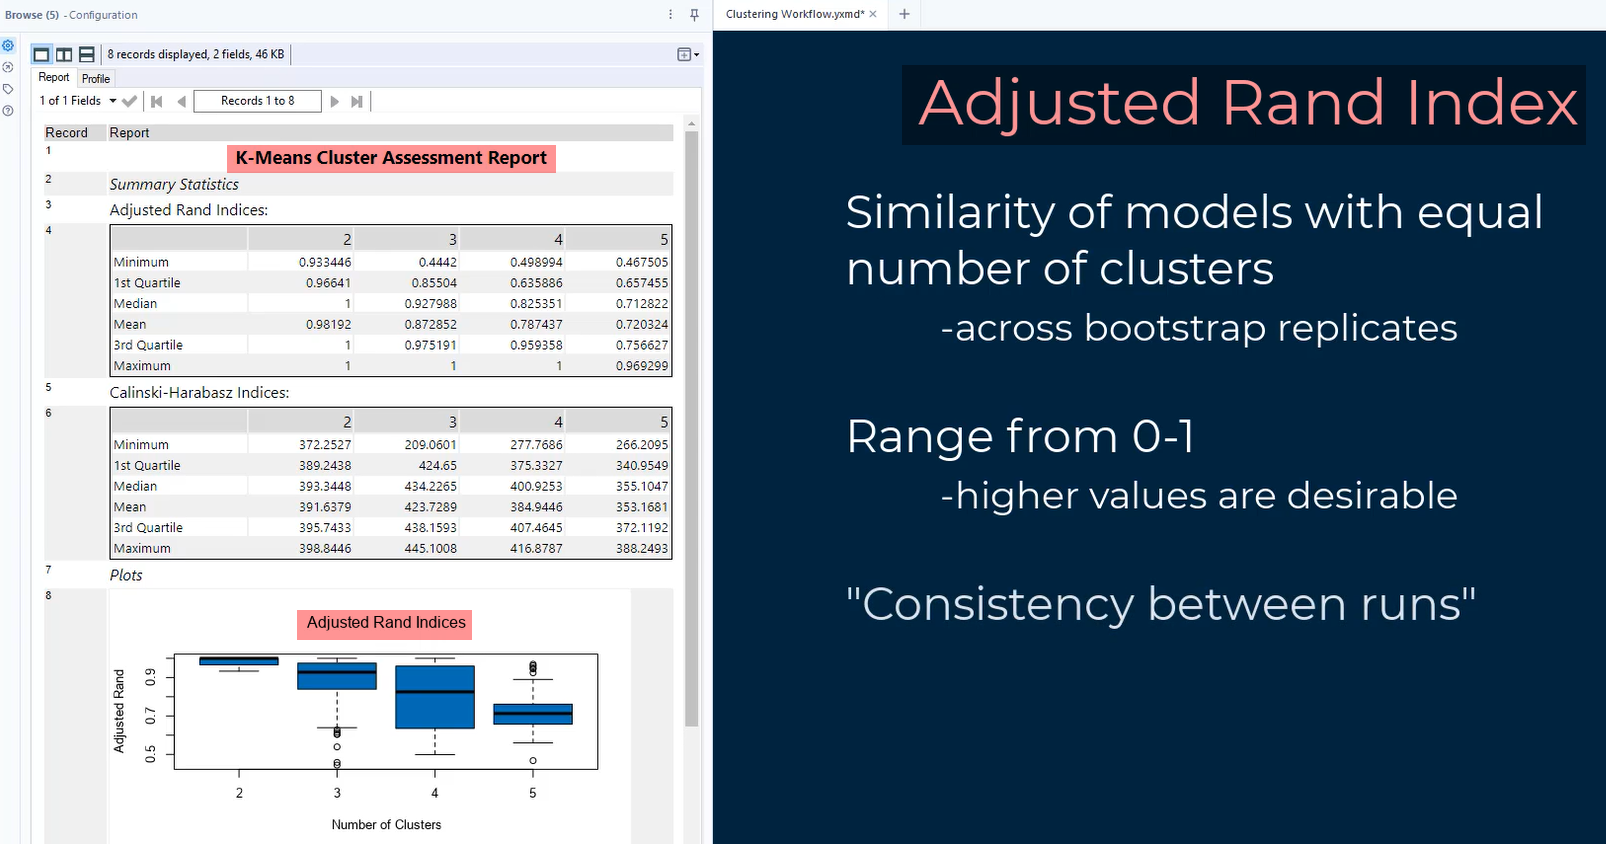 Browse (5) - Configuration
8 records displayed, 2 fields, 46 KB
Report Profile
1 of 1 Fields Records 1 to 8
Record Report
1 K-Means Cluster Assessment Report
2 Summary Statistics
3 Adjusted Rand Indices:
4
2 3 4 5
Minimum 0.933446 0.4442 0.498994 0.467505
1st Quartile 0.96641 0.85504 0.635886 0.657455
Median 1 0.927988 0.825351 0.712822
Mean 0.98192 0.872852 0.787437 0.720324
3rd Quartile 1 0.975191 0.959358 0.756627
Maximum 1 1 1 0.969299
5 Calinski-Harabasz Indices:
6
2 3 4 5
Minimum 372.2527 209.0601 277.7686 266.2095
1st Quartile 389.2438 424.65 375.3327 340.9549
Median 393.3448 434.2265 400.9253 355.1047
Mean 391.6379 423.7289 384.9446 353.1681
3rd Quartile 395.7433 438.1593 407.4645 372.1192
Maximum 398.8446 445.1008 416.8787 388.2493
7 Plots
8
Adjusted Rand Indices
Adjusted Rand
0.9
0.7
0.5
2 3 4 5
Number of Clusters
Clustering Workflow.yxmd*
Adjusted Rand Index
Similarity of models with equal
number of clusters
-across bootstrap replicates
Range from 0-1
-higher values are desirable
"Consistency between runs"